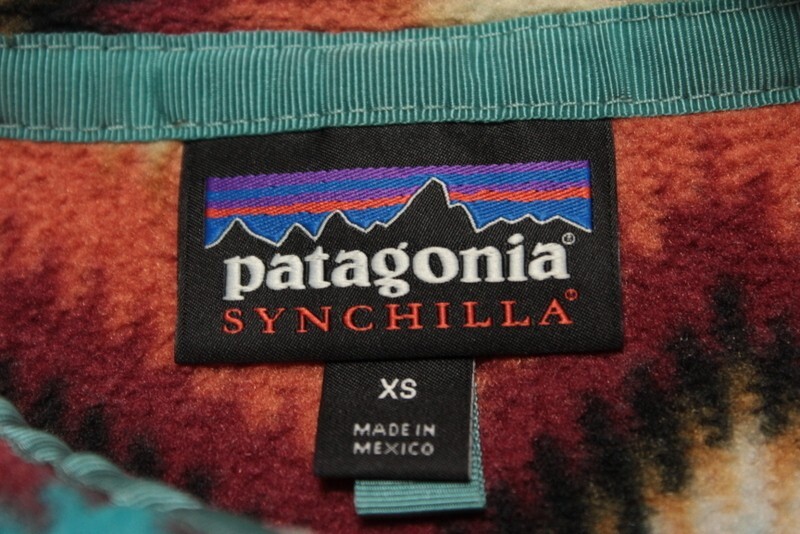 patagonia®
SYNCHILLA®
XS
MADE IN
MEXICO